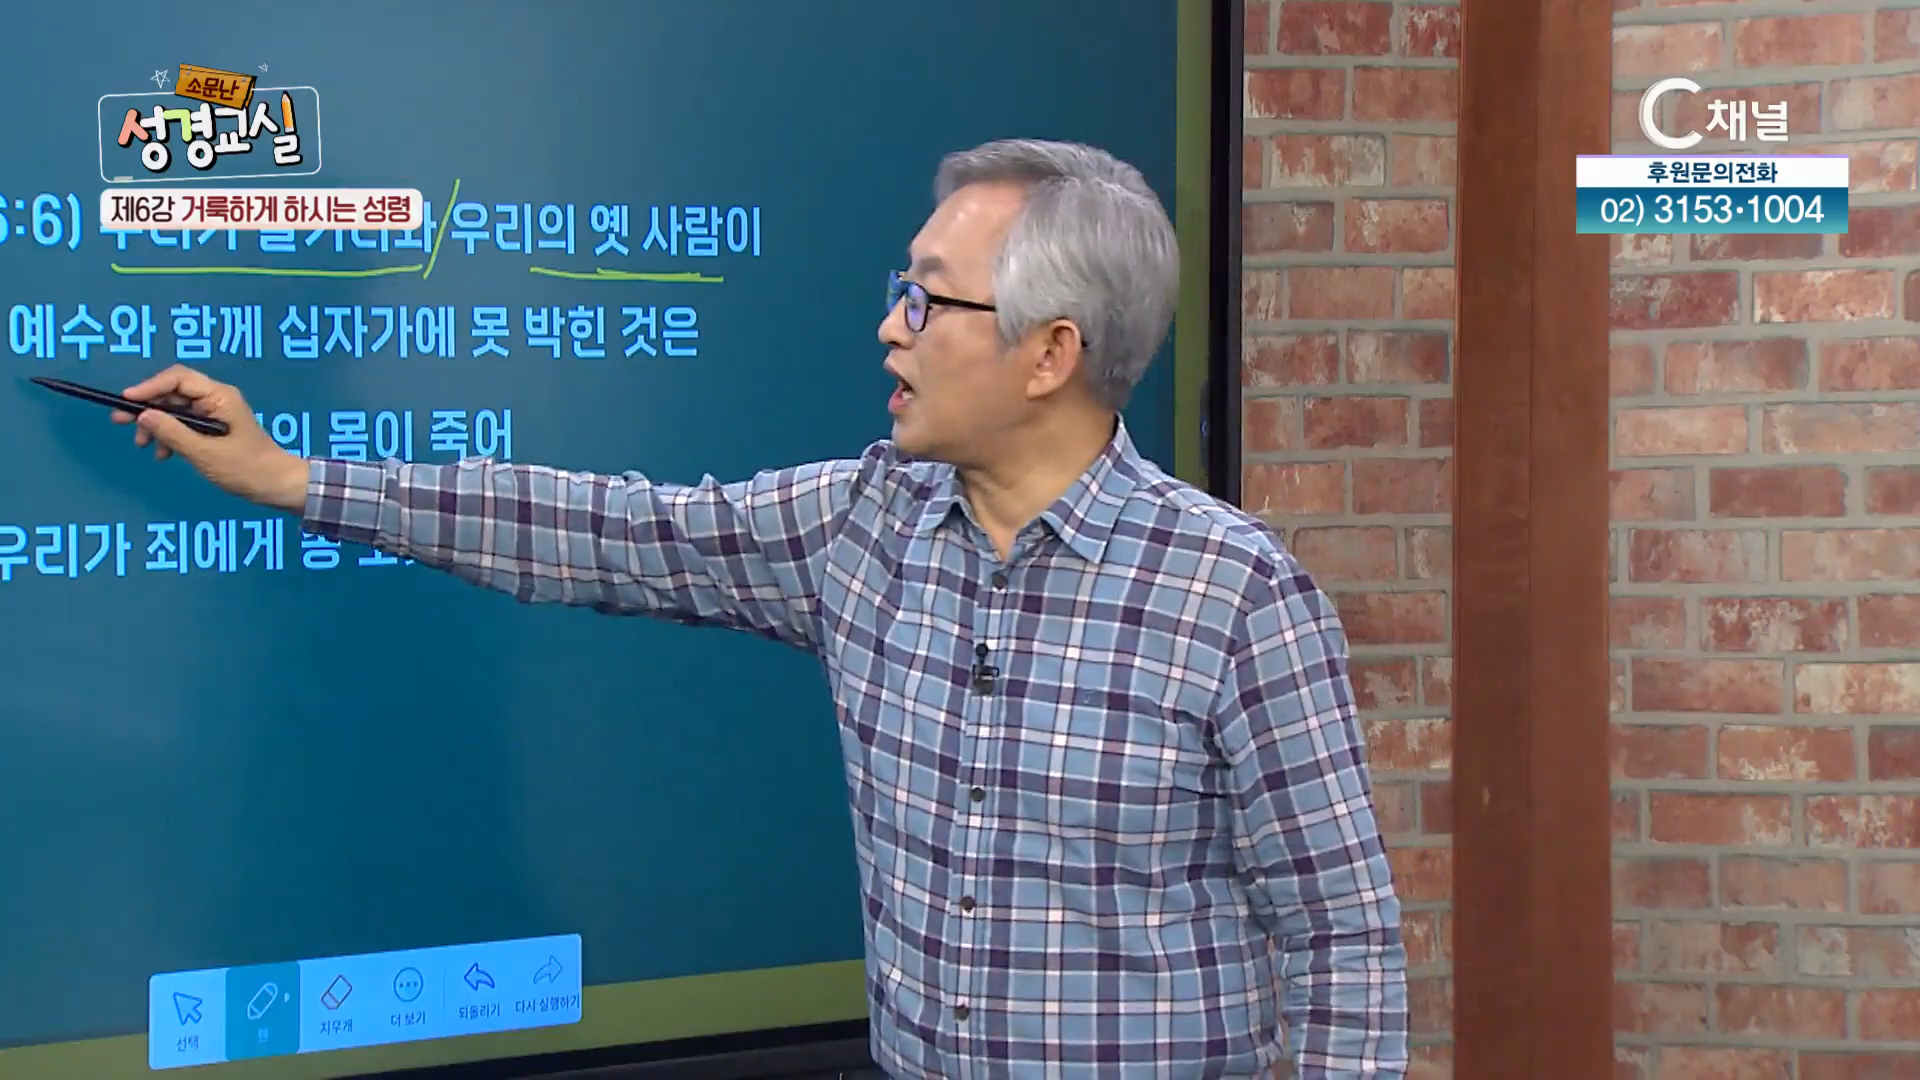 소문난
성경교실
제6강 거룩하게 하시는 성령
C채널
후원문의전화
02) 3153·1004
6:6) 우리의 옛 사람이
예수와 함께 십자가에 못 박힌 것은
몸이 죽어
우리가 죄에게 종
선택
펜
지우개
더 보기
되돌리기
다시 실행하기